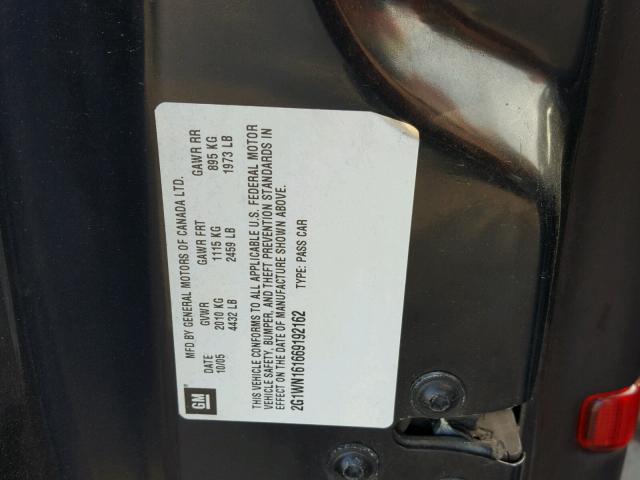 GM
MFD BY GENERAL MOTORS OF CANADA LTD.
DATE GVWR GAWR FRT GAWR RR
10/05 2010 KG 1115 KG 895 KG
4432 LB 2459 LB 1973 LB
THIS VEHICLE CONFORMS TO ALL APPLICABLE U.S. FEDERAL MOTOR
VEHICLE SAFETY, BUMPER, AND THEFT PREVENTION STANDARDS IN
EFFECT ON THE DATE OF MANUFACTURE SHOWN ABOVE.
2G1WN161669192162 TYPE: PASS CAR